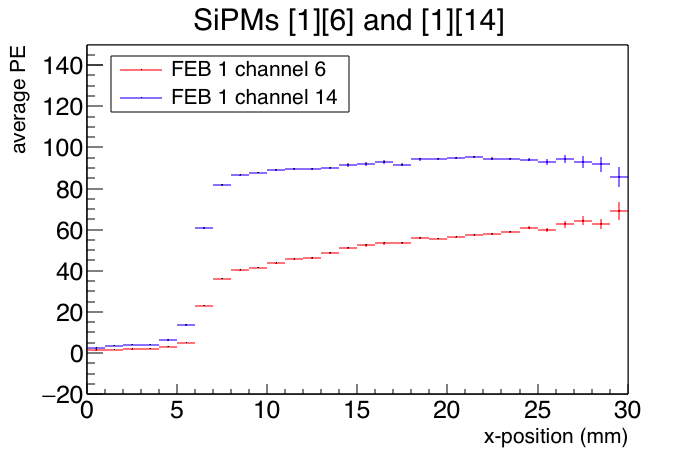 SiPMs [1][6] and [1][14]
average PE
FEB 1 channel 6
FEB 1 channel 14
140
120
100
80
60
40
20
0
−20
0 5 10 15 20 25 30
x-position (mm)